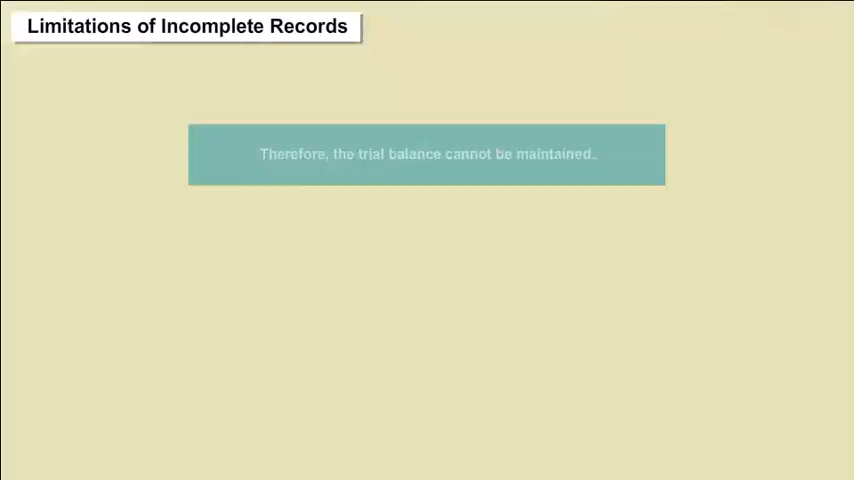 Limitations of Incomplete Records
Therefore, the trial balance cannot be maintained.